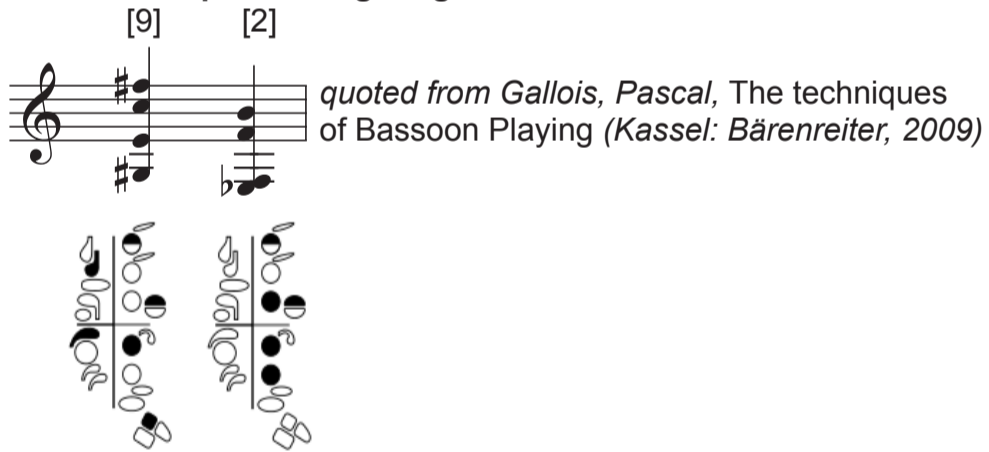 [9] [2]
quoted from Gallois, Pascal, The techniques
of Bassoon Playing (Kassel: Bärenreiter, 2009)